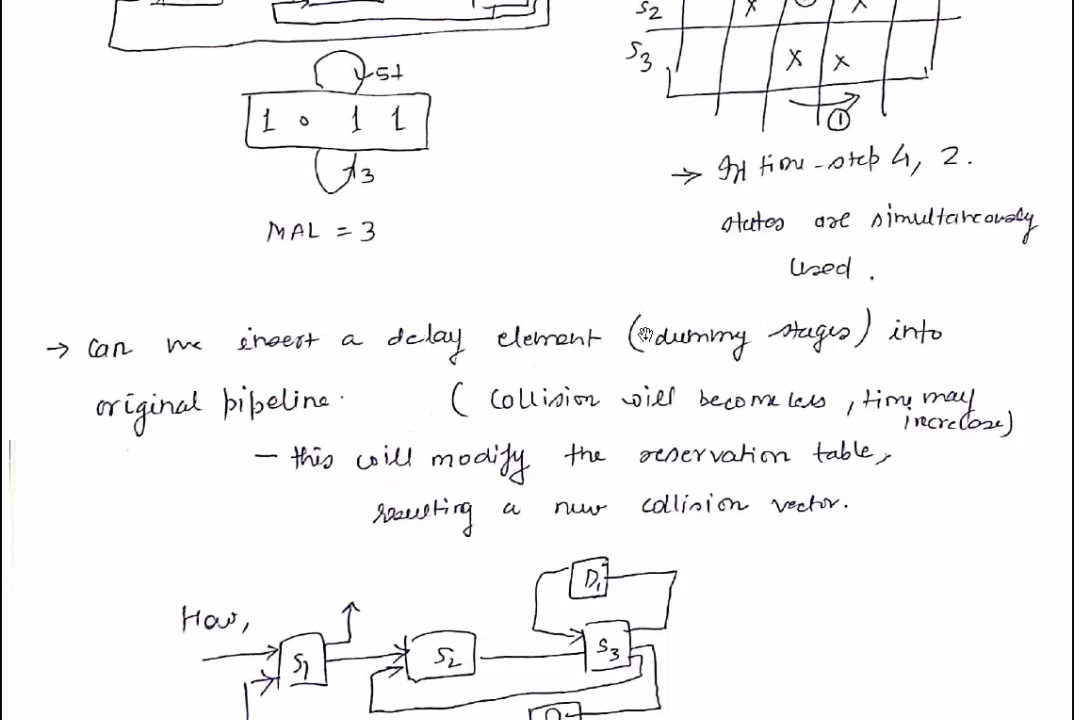 S2 X X
S3 X X
5+
1 0 1 1
①
3
→ In time-step 4, 2.
MAL = 3
states are simultaneously
used.
→ Can we insert a delay element (dummy stages) into
original pipeline. ( Collision will become less, time may
increase)
– this will modify the reservation table,
resulting a new collision vector.
D1
How,
S1 S2 S3